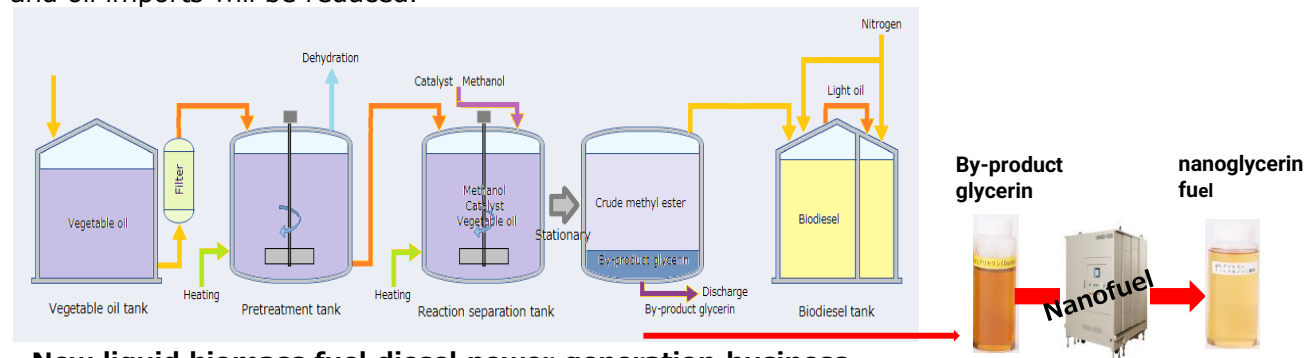 and oil imports will be reduced.
Nitrogen
Dehydration
Catalyst Methanol
Light oil
Filter
Vegetable oil
Methanol
Catalyst
Vegetable oil
Stationary
Crude methyl ester
By-product glycerin
Biodiesel
Heating
Heating
Discharge
By-product glycerin
Vegetable oil tank
Pretreatment tank
Reaction separation tank
Biodiesel tank
By-product
glycerin
nanoglycerin
fuel
Nanofuel
New liquid biomass fuel diesel power generation business